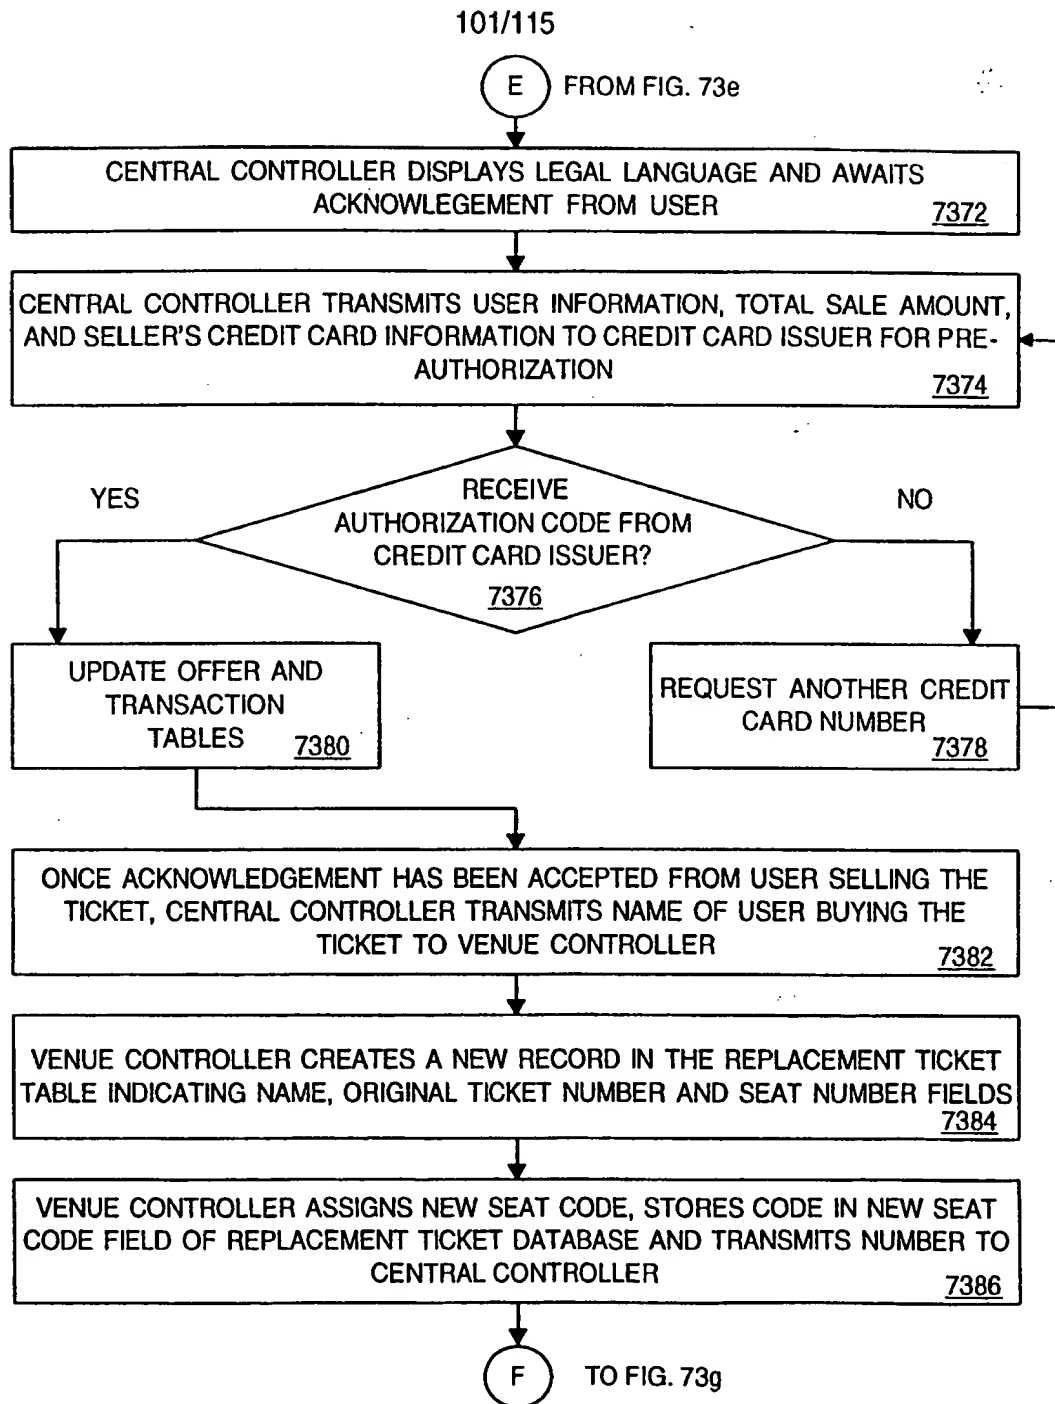 101/115
E FROM FIG. 73e
CENTRAL CONTROLLER DISPLAYS LEGAL LANGUAGE AND AWAITS
ACKNOWLEGEMENT FROM USER
7372
CENTRAL CONTROLLER TRANSMITS USER INFORMATION, TOTAL SALE AMOUNT,
AND SELLER'S CREDIT CARD INFORMATION TO CREDIT CARD ISSUER FOR PRE-
AUTHORIZATION
7374
YES
RECEIVE
AUTHORIZATION CODE FROM
CREDIT CARD ISSUER?
7376
NO
UPDATE OFFER AND
TRANSACTION
TABLES
7380
REQUEST ANOTHER CREDIT
CARD NUMBER
7378
ONCE ACKNOWLEDGEMENT HAS BEEN ACCEPTED FROM USER SELLING THE
TICKET, CENTRAL CONTROLLER TRANSMITS NAME OF USER BUYING THE
TICKET TO VENUE CONTROLLER
7382
VENUE CONTROLLER CREATES A NEW RECORD IN THE REPLACEMENT TICKET
TABLE INDICATING NAME, ORIGINAL TICKET NUMBER AND SEAT NUMBER FIELDS
7384
VENUE CONTROLLER ASSIGNS NEW SEAT CODE, STORES CODE IN NEW SEAT
CODE FIELD OF REPLACEMENT TICKET DATABASE AND TRANSMITS NUMBER TO
CENTRAL CONTROLLER
7386
F TO FIG. 73g